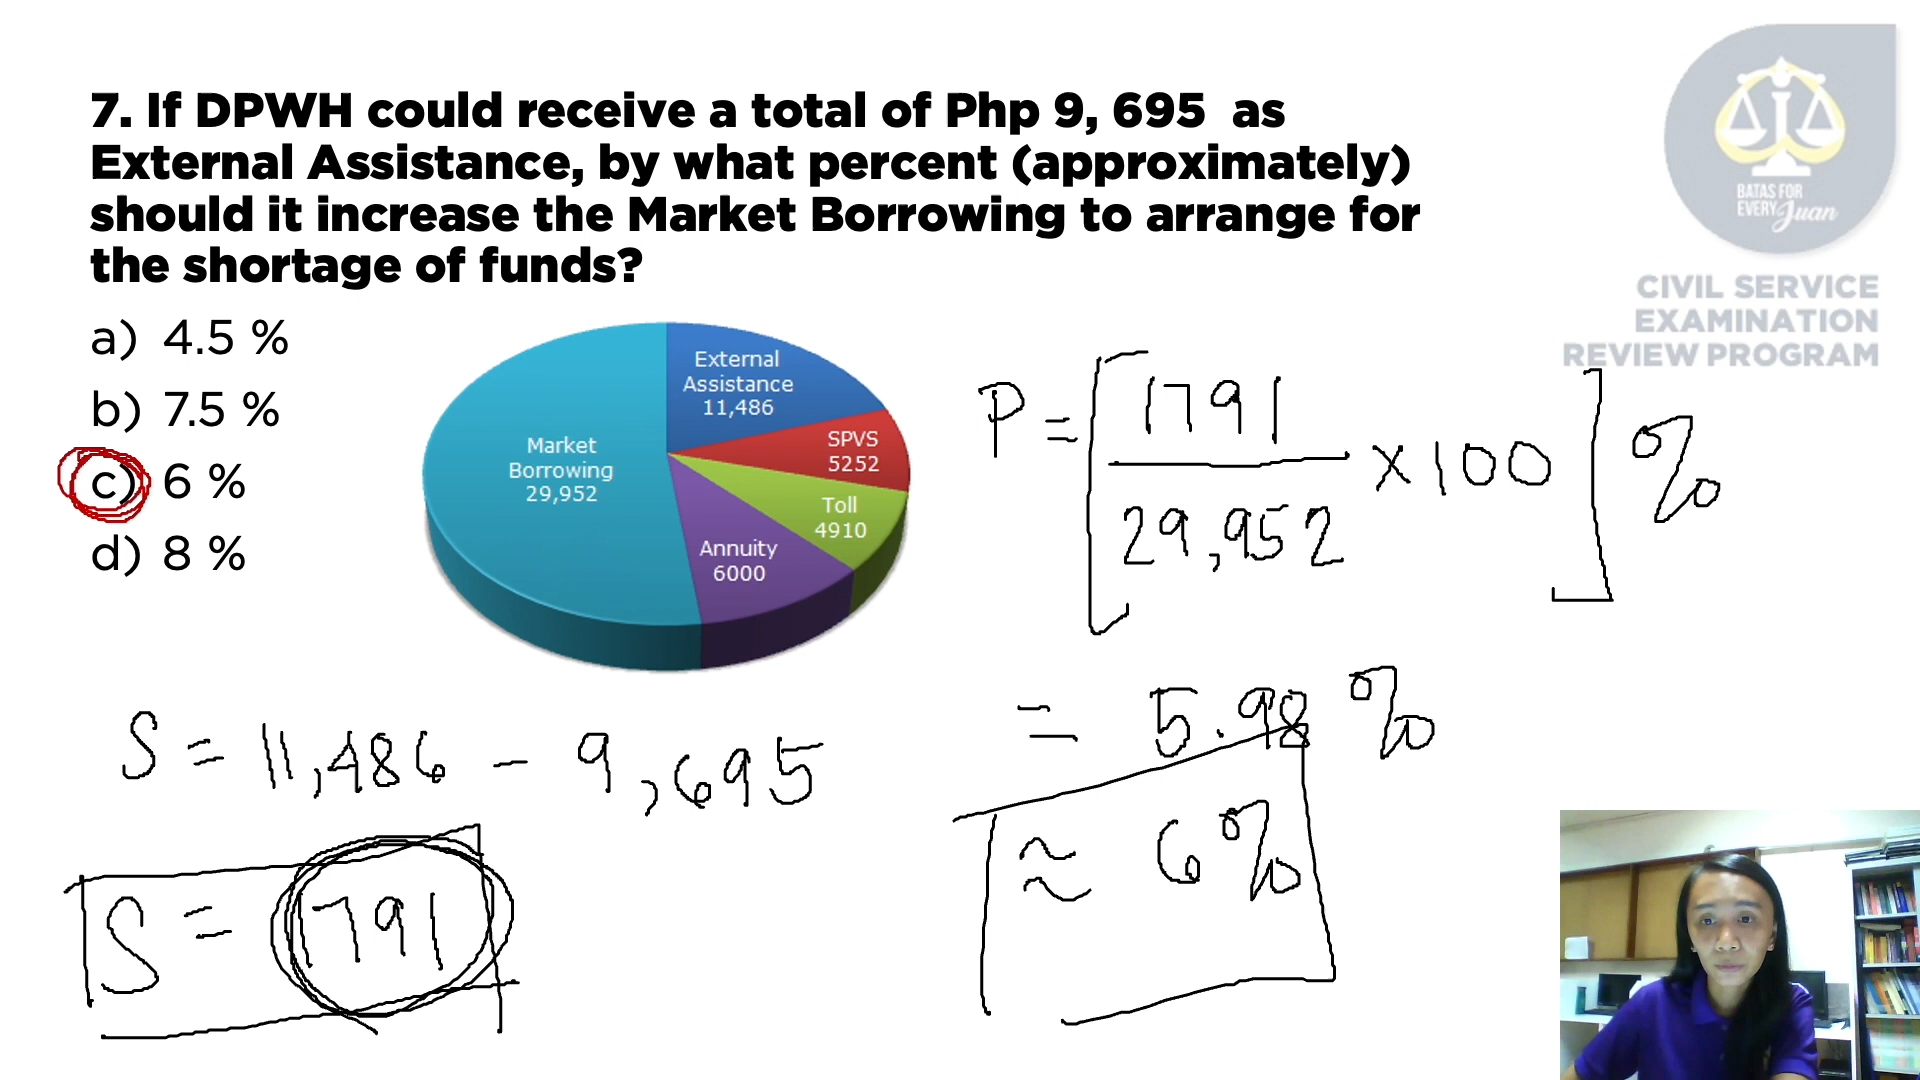 7. If DPWH could receive a total of Php 9, 695 as
External Assistance, by what percent (approximately)
should it increase the Market Borrowing to arrange for
the shortage of funds?
a) 4.5 %
b) 7.5 %
c) 6 %
d) 8 %
External
Assistance
11,486
SPVS
5252
Toll
4910
Annuity
6000
Market
Borrowing
29,952
BATAS FOR
EVERY Juan
CIVIL SERVICE
EXAMINATION
REVIEW PROGRAM
P = [ 1791
29,952 × 100 ] %
= 5.98 %
≈ 6%
S = 11,486 - 9,695
S = 1791